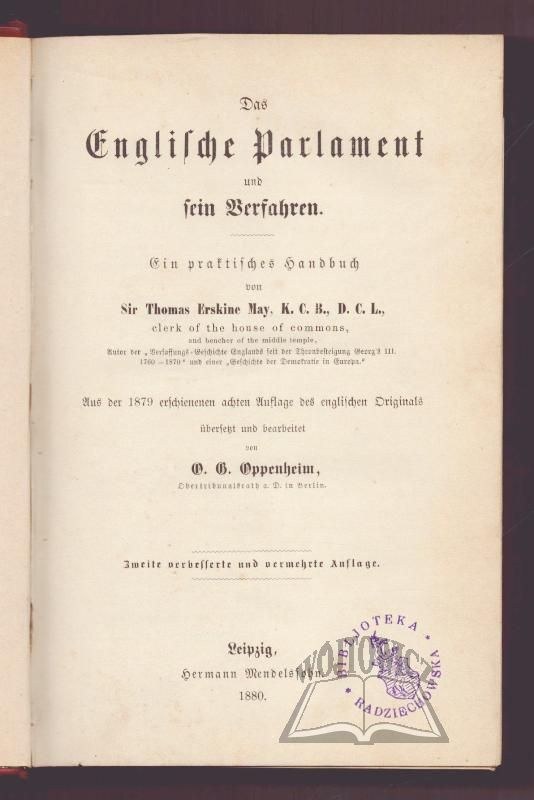 Das
Englische Parlament
und
sein Verfahren.
Ein praktisches Handbuch
von
Sir Thomas Erskine May, K. C. B., D. C. L.,
clerk of the house of commons,
and bencher of the middle temple,
Autor der „Verfassungs-Geschichte Englands seit der Thronbesteigung Georg's III.
1760–1870“ und einer „Geschichte der Demokratie in Europa.“
Aus der 1879 erschienenen achten Auflage des englischen Originals
übersetzt und bearbeitet
von
O. G. Oppenheim,
Obertribunalsrath a. D. in Berlin.
Zweite verbesserte und vermehrte Auflage.
Leipzig,
Hermann Mendelssohn.
1880.
BIBLJOTEKA
RADZIECHOWSKA
WÓJTOWICZ